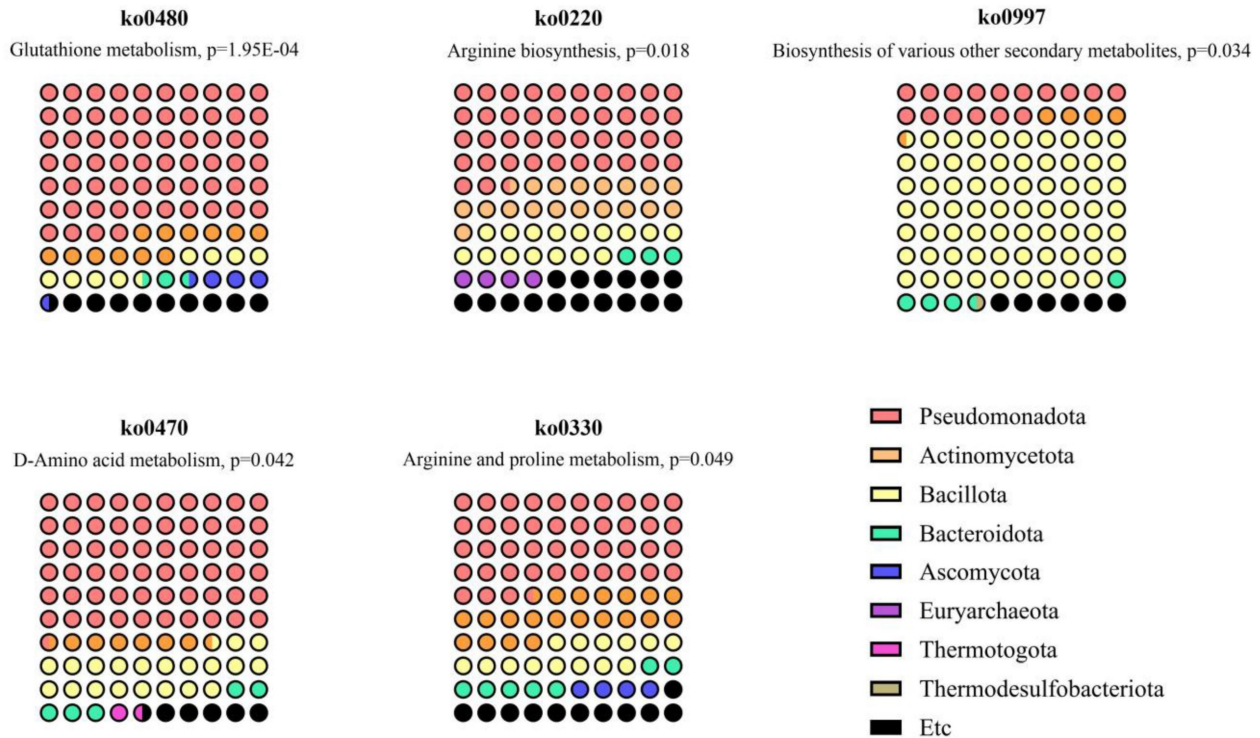 ko0480
Glutathione metabolism, p=1.95E-04
ko0220
Arginine biosynthesis, p=0.018
ko0997
Biosynthesis of various other secondary metabolites, p=0.034
ko0470
D-Amino acid metabolism, p=0.042
ko0330
Arginine and proline metabolism, p=0.049
Pseudomonadota
Actinomycetota
Bacillota
Bacteroidota
Ascomycota
Euryarchaeota
Thermotogota
Thermodesulfobacteriota
Etc